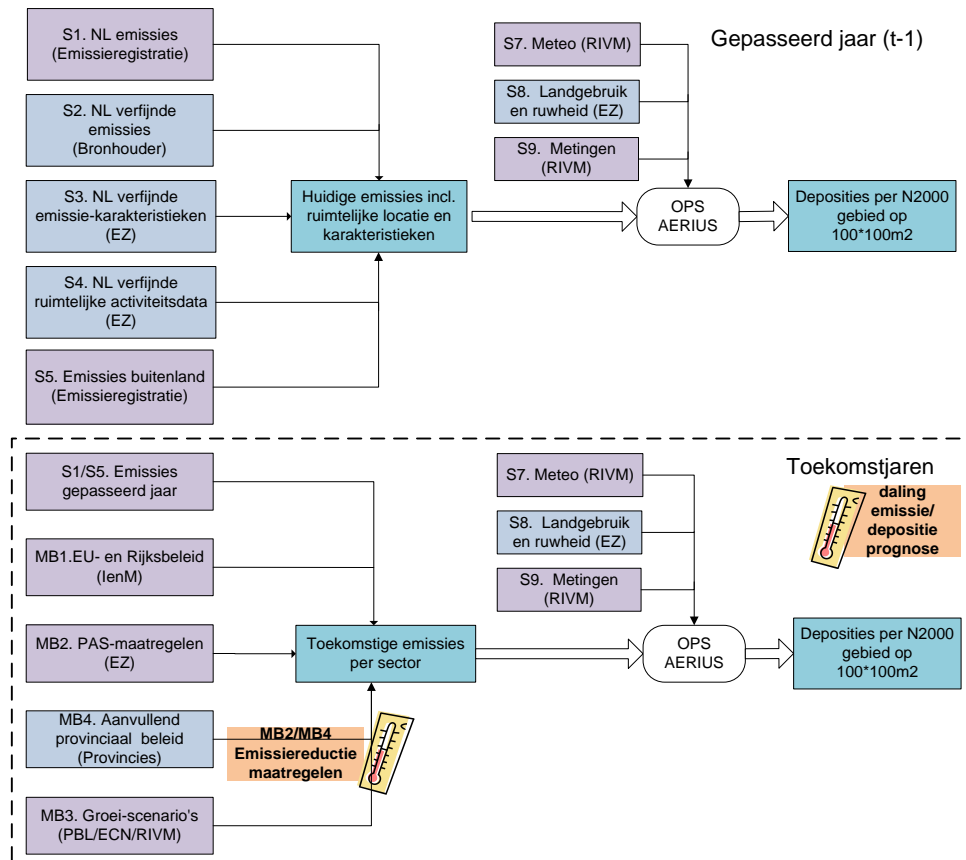 Gepasseerd jaar (t-1)
S1. NL emissies
(Emissieregistratie)
S2. NL verfijnde
emissies
(Bronhouder)
S3. NL verfijnde
emissie-karakteristieken
(EZ)
S4. NL verfijnde
ruimtelijke activiteitsdata
(EZ)
S5. Emissies buitenland
(Emissieregistratie)
Huidige emissies incl.
ruimtelijke locatie en
karakteristieken
S7. Meteo (RIVM)
S8. Landgebruik
en ruwheid (EZ)
S9. Metingen
(RIVM)
OPS
AERIUS
Deposities per N2000
gebied op
100*100m2
Toekomstjaren
daling
emissie/
depositie
prognose
S1/S5. Emissies
gepasseerd jaar
MB1.EU- en Rijksbeleid
(IenM)
MB2. PAS-maatregelen
(EZ)
MB4. Aanvullend
provinciaal beleid
(Provincies)
MB3. Groei-scenario's
(PBL/ECN/RIVM)
MB2/MB4
Emissiereductie
maatregelen
Toekomstige emissies
per sector
S7. Meteo (RIVM)
S8. Landgebruik
en ruwheid (EZ)
S9. Metingen
(RIVM)
OPS
AERIUS
Deposities per N2000
gebied op
100*100m2